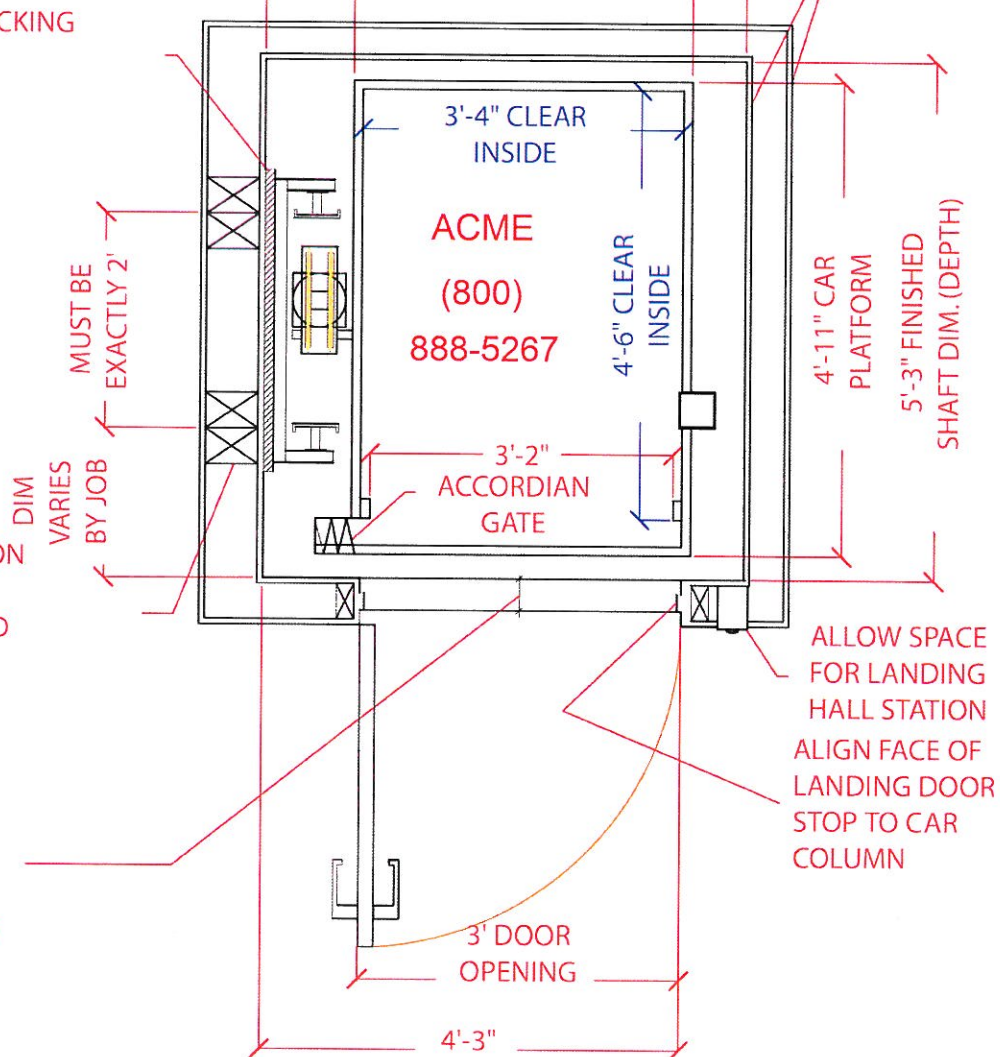 CKING
3'-4" CLEAR
INSIDE
ACME
(800)
888-5267
4'-6" CLEAR
INSIDE
4'-11" CAR
PLATFORM
5'-3" FINISHED
SHAFT DIM.(DEPTH)
MUST BE
EXACTLY 2'
DIM
VARIES
BY JOB
ON
3'-2"
ACCORDIAN
GATE
ALLOW SPACE
FOR LANDING
HALL STATION
ALIGN FACE OF
LANDING DOOR
STOP TO CAR
COLUMN
3' DOOR
OPENING
4'-3"